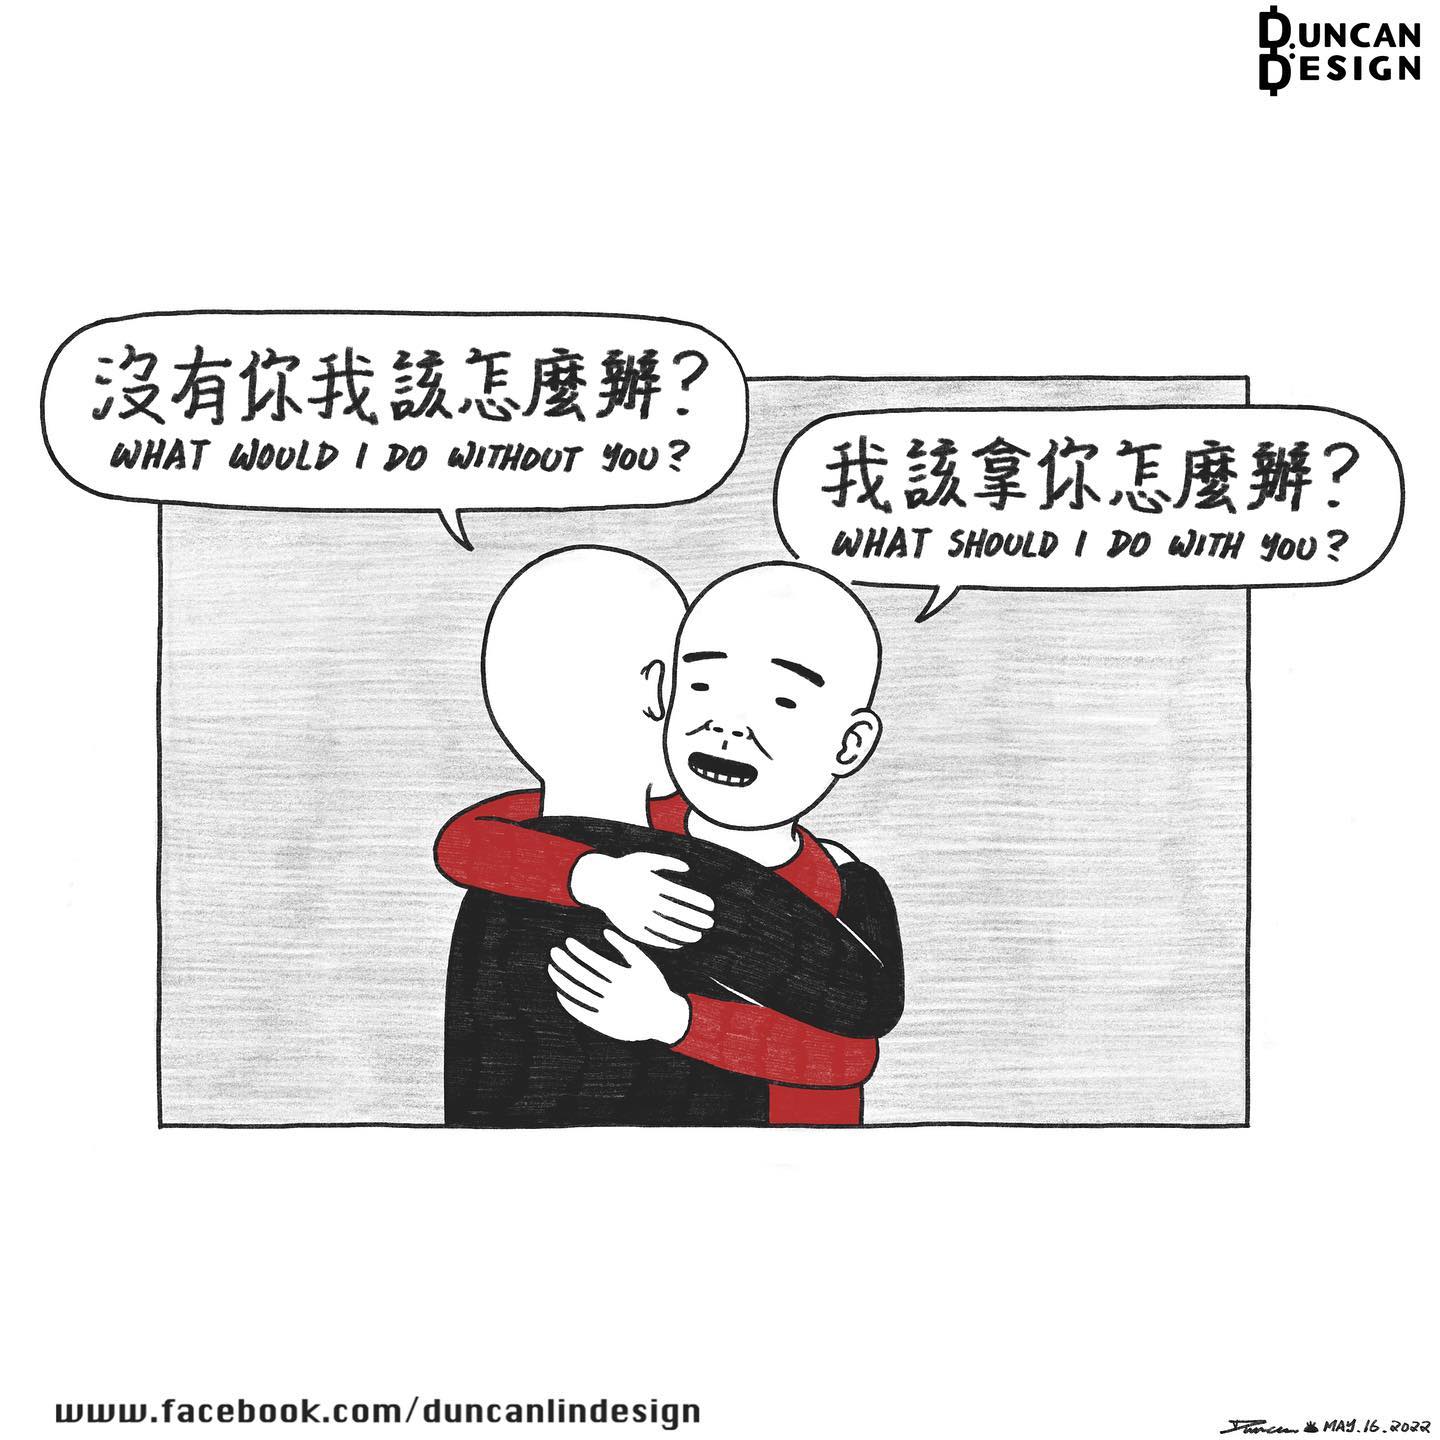 DUNCAN
DESIGN
沒有你我該怎麼辦?
WHAT WOULD I DO WITHOUT YOU?
我該拿你怎麼辦?
WHAT SHOULD I DO WITH YOU?
www.facebook.com/duncanlindesign
Duncan MAY.16.2022